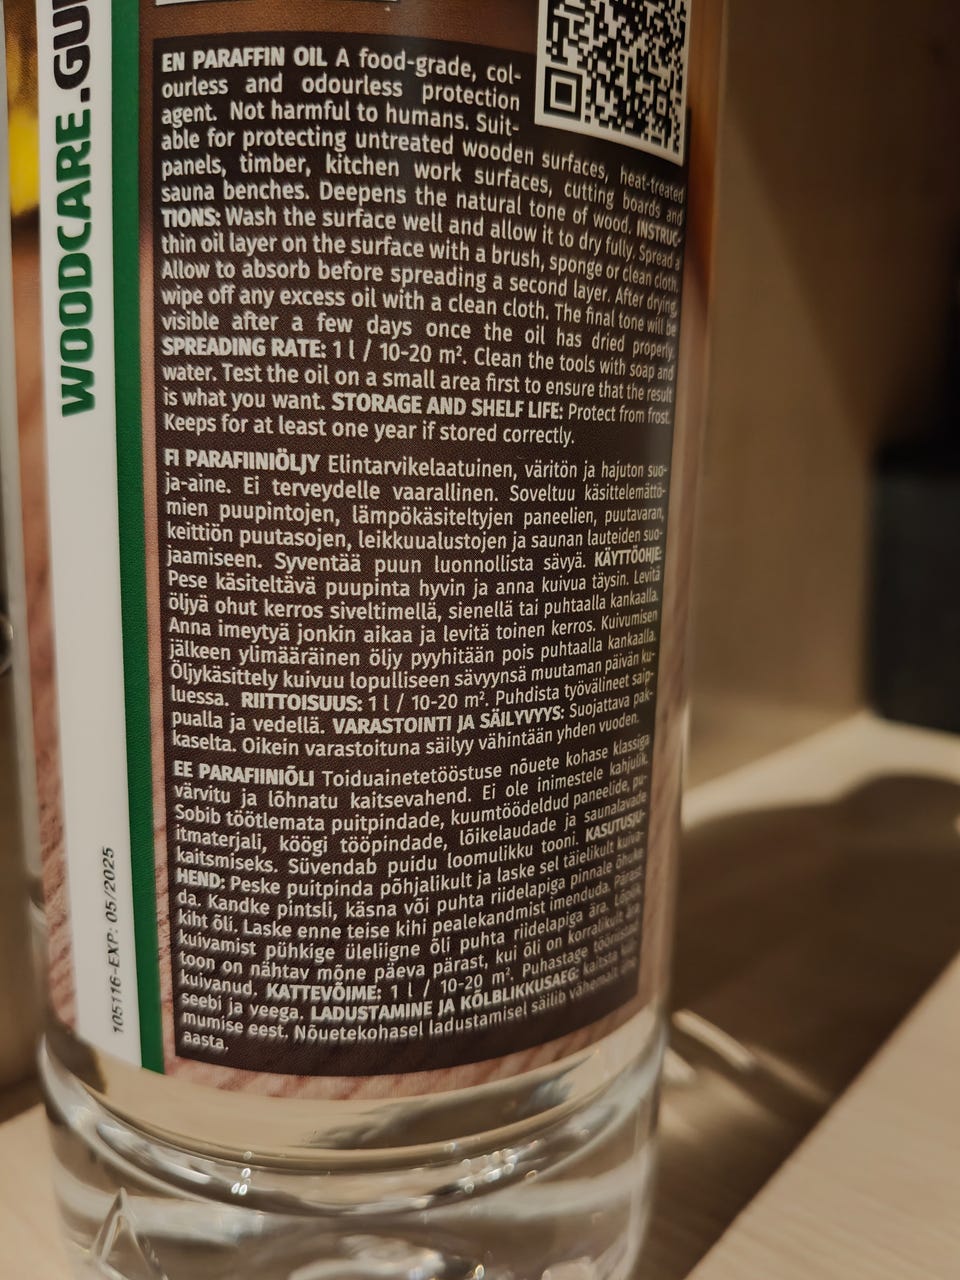 WOODCARE.GU
105116-EXP: 05/2025
EN PARAFFIN OIL A food-grade, col-
ourless and odourless protection
agent. Not harmful to humans. Suit-
able for protecting untreated wooden surfaces, heat-treated
panels, timber, kitchen work surfaces, cutting boards and
sauna benches. Deepens the natural tone of wood. INSTRUC-
TIONS: Wash the surface well and allow it to dry fully. Spread a
thin oil layer on the surface with a brush, sponge or clean cloth.
Allow to absorb before spreading a second layer. After drying,
wipe off any excess oil with a clean cloth. The final tone will be
visible after a few days once the oil has dried properly.
SPREADING RATE: 1 l / 10-20 m². Clean the tools with soap and
water. Test the oil on a small area first to ensure that the result
is what you want. STORAGE AND SHELF LIFE: Protect from frost.
Keeps for at least one year if stored correctly.
FI PARAFIINIÖLJY Elintarvikelaatuinen, väritön ja hajuton suo-
ja-aine. Ei terveydelle vaarallinen. Soveltuu käsittelemättö-
mien puupintojen, lämpökäsiteltyjen paneelien, puutavaran,
keittiön puutasojen, leikkuualustojen ja saunan lauteiden suo-
jaamiseen. Syventää puun luonnollista sävyä. KÄYTTÖOHJE:
Pese käsiteltävä puupinta hyvin ja anna kuivua täysin. Levitä
öljyä ohut kerros siveltimellä, sienellä tai puhtaalla kankaalla.
Anna imeytyä jonkin aikaa ja levitä toinen kerros. Kuivumisen
jälkeen ylimääräinen öljy pyyhitään pois puhtaalla kankaalla.
Öljykäsittely kuivuu lopulliseen sävyynsä muutaman päivän ku-
luessa. RIITTOISUUS: 1 l / 10-20 m². Puhdista työvälineet saip-
pualla ja vedellä. VARASTOINTI JA SÄILYVYYS: Suojattava pak-
kaselta. Oikein varastoituna säilyy vähintään yhden vuoden.
EE PARAFIINIÕLI Toiduainetetööstuse nõuete kohase klassiga
värvitu ja lõhnatu kaitsevahend. Ei ole inimestele kahjulik.
Sobib töötlemata puitpindade, kuumtöödeldud paneelide, pu-
itmaterjali, köögi tööpindade, lõikelaudade ja saunalavade
kaitsmiseks. Süvendab puidu loomulikku tooni. KASUTUSJU-
HEND: Peske puitpinda põhjalikult ja laske sel täielikult kuiva-
da. Kandke pintsli, käsna või puhta riidelapiga pinnale õhuke
kiht õli. Laske enne teise kihi pealekandmist imenduda. Pärast
kuivamist pühkige üleliigne õli puhta riidelapiga ära. Lõplik
toon on nähtav mõne päeva pärast, kui õli on korralikult ära
kuivanud. KATTEVÕIME: 1 l / 10-20 m². Puhastage tööriistad
seebi ja veega. LADUSTAMINE JA KÕLBLIKKUSAEG: kaitsta kül-
mumise eest. Nõuetekohasel ladustamisel säilib vähemalt ühe
aasta.